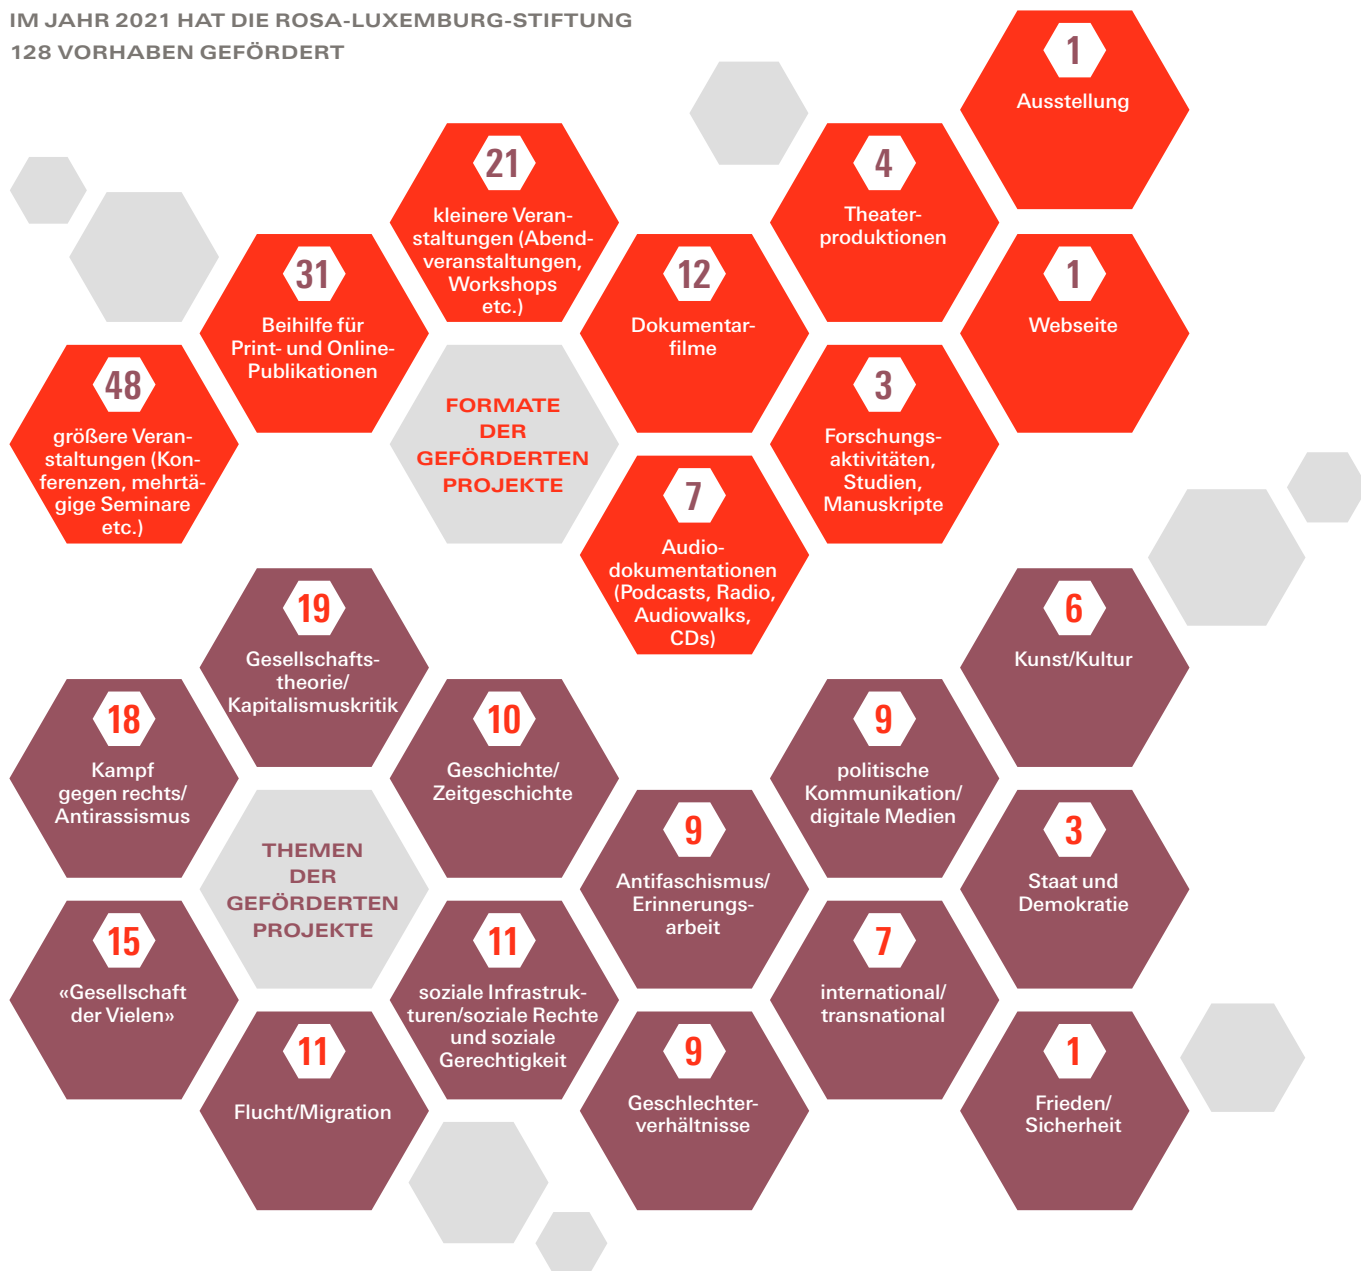 IM JAHR 2021 HAT DIE ROSA-LUXEMBURG-STIFTUNG
128 VORHABEN GEFÖRDERT
1
Ausstellung
4
Theater-
produktionen
21
kleinere Veran-
staltungen (Abend-
veranstaltungen,
Workshops
etc.)
31
Beihilfe für
Print- und Online-
Publikationen
12
Dokumentar-
filme
1
Webseite
48
größere Veran-
staltungen (Kon-
ferenzen, mehrtä-
gige Seminare
etc.)
FORMATE
DER
GEFÖRDERTEN
PROJEKTE
3
Forschungs-
aktivitäten,
Studien,
Manuskripte
7
Audio-
dokumentationen
(Podcasts, Radio,
Audiowalks,
CDs)
19
Gesellschafts-
theorie/
Kapitalismuskritik
6
Kunst/Kultur
18
Kampf
gegen rechts/
Antirassismus
10
Geschichte/
Zeitgeschichte
9
politische
Kommunikation/
digitale Medien
THEMEN
DER
GEFÖRDERTEN
PROJEKTE
9
Antifaschismus/
Erinnerungs-
arbeit
3
Staat und
Demokratie
15
«Gesellschaft
der Vielen»
11
soziale Infrastruk-
turen/soziale Rechte
und soziale
Gerechtigkeit
7
international/
transnational
11
Flucht/Migration
9
Geschlechter-
verhältnisse
1
Frieden/
Sicherheit